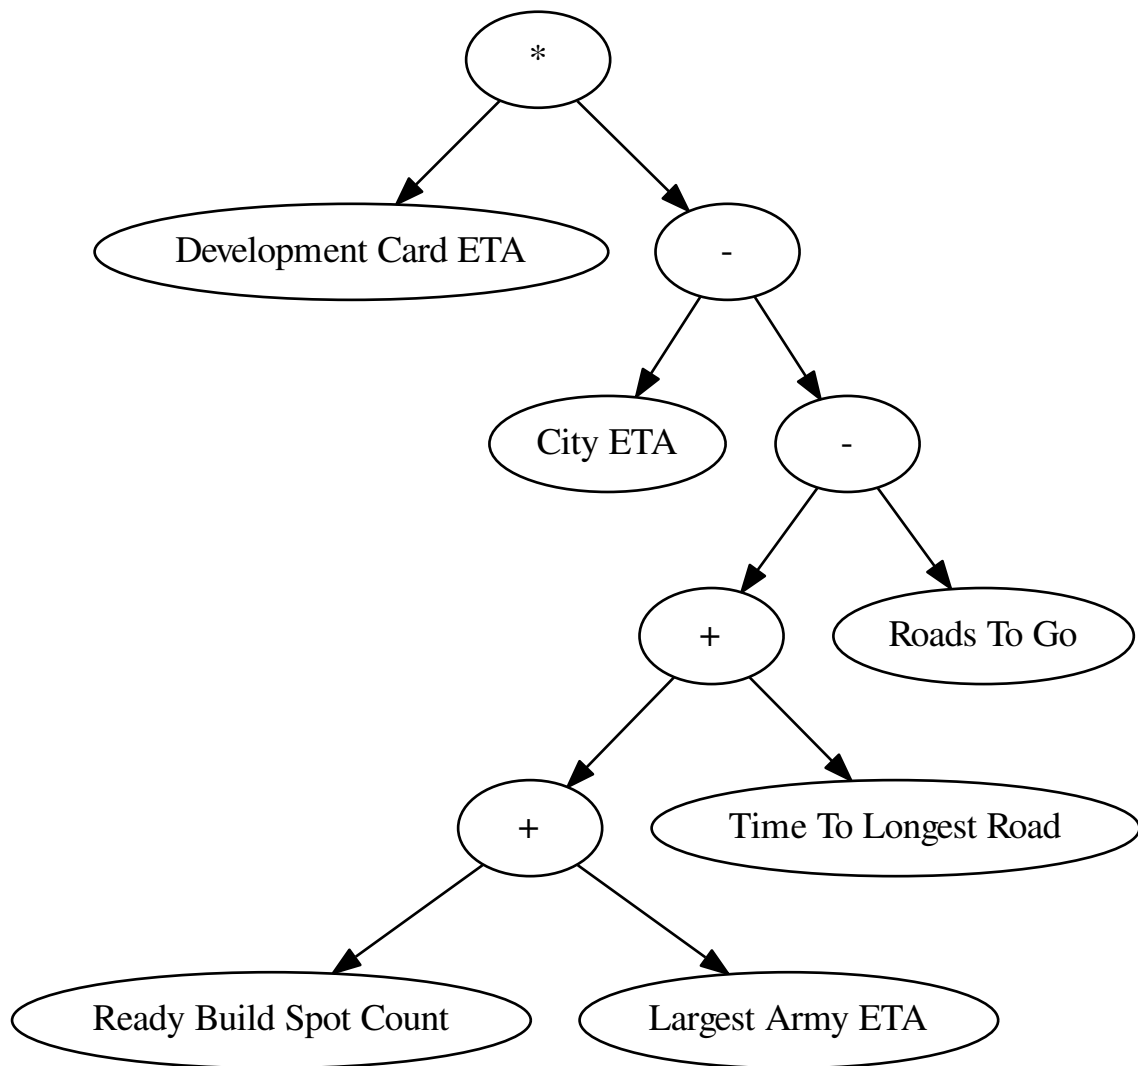 *
Development Card ETA
-
City ETA
-
+
Roads To Go
+
Time To Longest Road
Ready Build Spot Count
Largest Army ETA